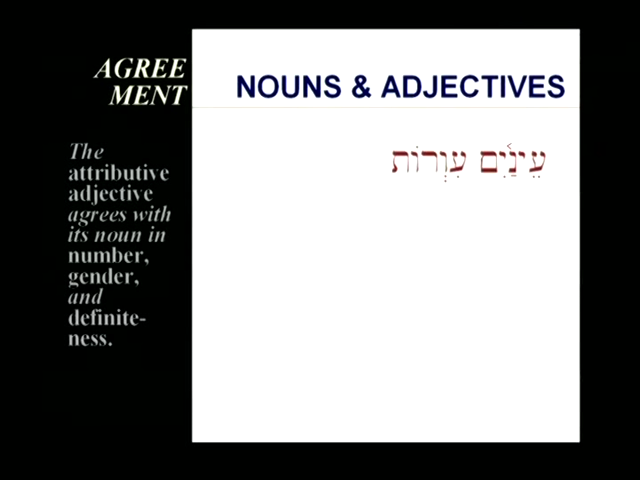 AGREE
MENT
NOUNS & ADJECTIVES
עֵינַ֫יִם עִוְרוֹת
The
attributive
adjective
agrees with
its noun in
number,
gender,
and
definite-
ness.